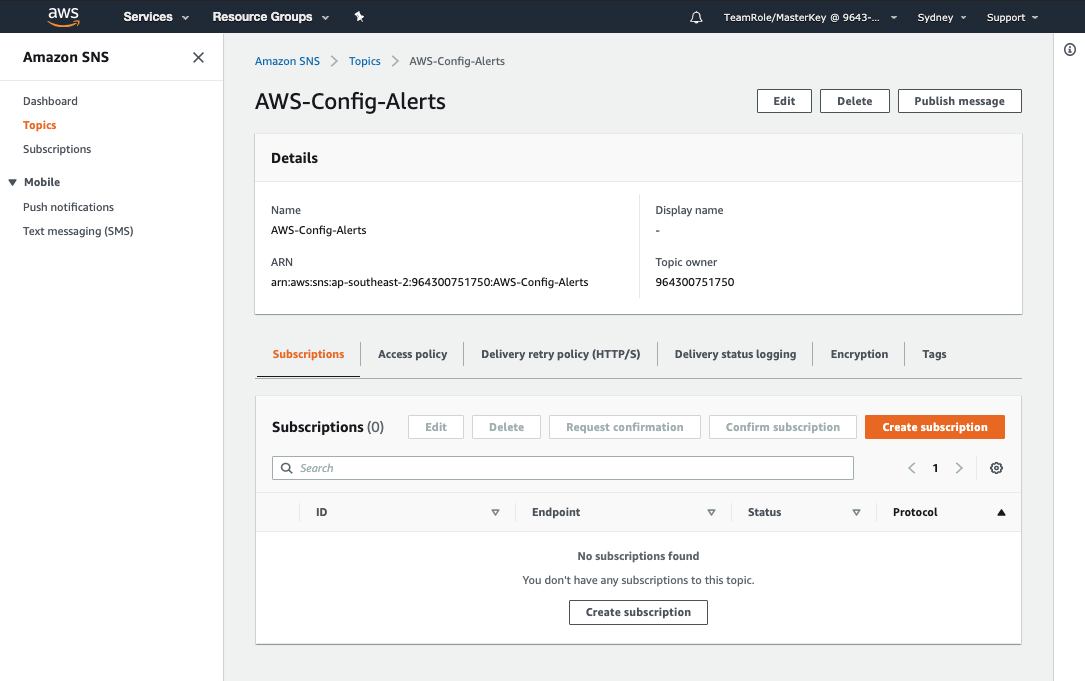 aws Services Resource Groups TeamRole/MasterKey @ 9643-... Sydney Support
Amazon SNS
Dashboard
Topics
Subscriptions
Mobile
Push notifications
Text messaging (SMS)
Amazon SNS Topics AWS-Config-Alerts
AWS-Config-Alerts Edit Delete Publish message
Details
Name
AWS-Config-Alerts
ARN
arn:aws:sns:ap-southeast-2:964300751750:AWS-Config-Alerts
Display name
-
Topic owner
964300751750
Subscriptions Access policy Delivery retry policy (HTTP/S) Delivery status logging Encryption Tags
Subscriptions (0) Edit Delete Request confirmation Confirm subscription Create subscription
Search 1
ID Endpoint Status Protocol
No subscriptions found
You don't have any subscriptions to this topic.
Create subscription